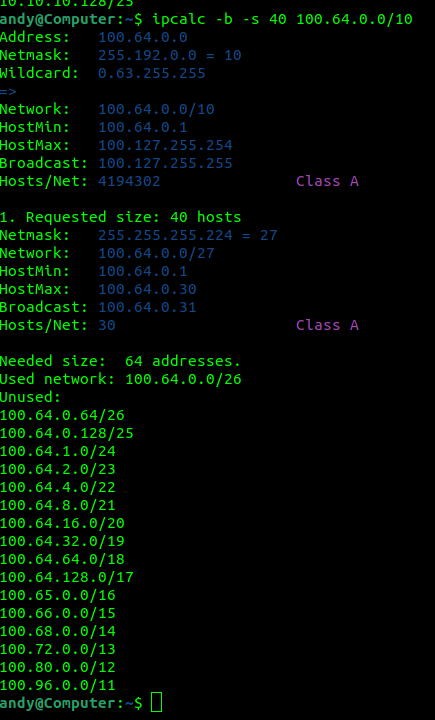 10.10.10.128/25
andy@Computer:~$ ipcalc -b -s 40 100.64.0.0/10
Address:   100.64.0.0
Netmask:   255.192.0.0 = 10
Wildcard:  0.63.255.255
=>
Network:   100.64.0.0/10
HostMin:   100.64.0.1
HostMax:   100.127.255.254
Broadcast: 100.127.255.255
Hosts/Net: 4194302               Class A

1. Requested size: 40 hosts
Netmask:   255.255.255.224 = 27
Network:   100.64.0.0/27
HostMin:   100.64.0.1
HostMax:   100.64.0.30
Broadcast: 100.64.0.31
Hosts/Net: 30                    Class A

Needed size:  64 addresses.
Used network: 100.64.0.0/26
Unused:
100.64.0.64/26
100.64.0.128/25
100.64.1.0/24
100.64.2.0/23
100.64.4.0/22
100.64.8.0/21
100.64.16.0/20
100.64.32.0/19
100.64.64.0/18
100.64.128.0/17
100.65.0.0/16
100.66.0.0/15
100.68.0.0/14
100.72.0.0/13
100.80.0.0/12
100.96.0.0/11
andy@Computer:~$